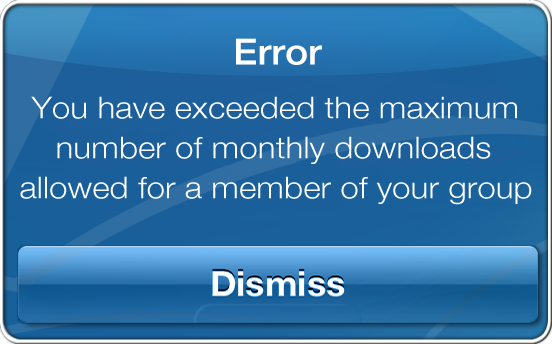 Error
You have exceeded the maximum
number of monthly downloads
allowed for a member of your group
Dismiss